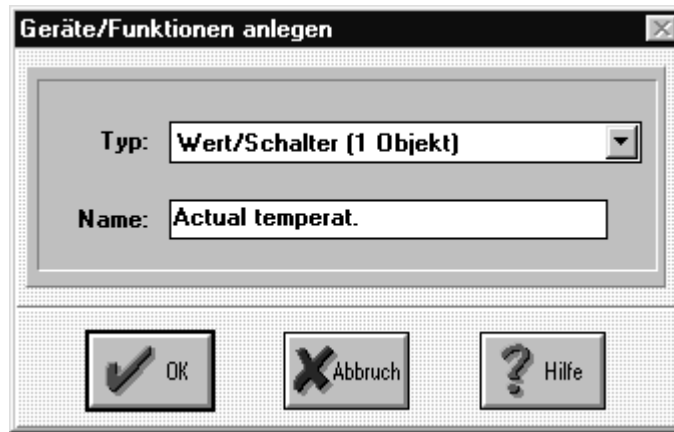 Geräte/Funktionen anlegen
Typ: Wert/Schalter (1 Objekt)
Name: Actual temperat.
OK Abbruch Hilfe